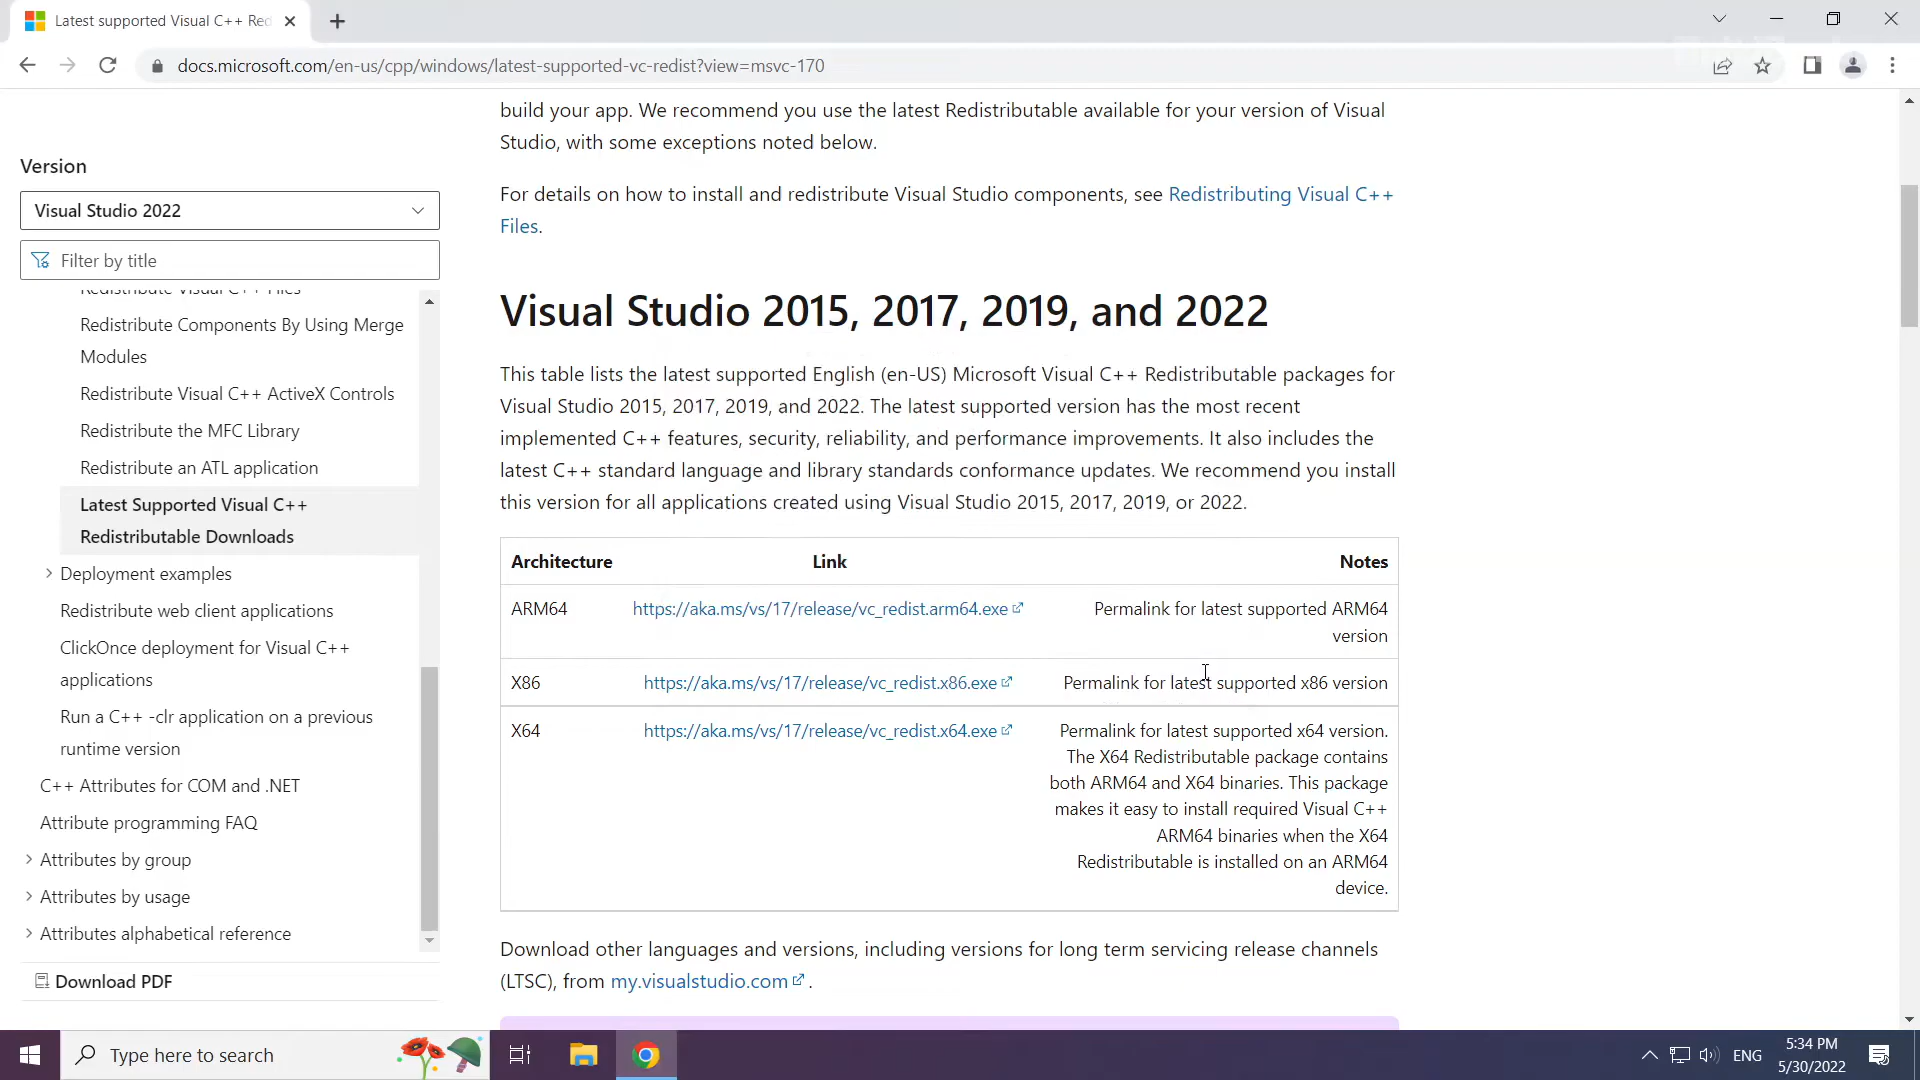 Latest supported Visual C++ Red
docs.microsoft.com/en-us/cpp/windows/latest-supported-vc-redist?view=msvc-170
Version
Visual Studio 2022
Filter by title
Redistribute Visual C++ Files
Redistribute Components By Using Merge
Modules
Redistribute Visual C++ ActiveX Controls
Redistribute the MFC Library
Redistribute an ATL application
Latest Supported Visual C++
Redistributable Downloads
Deployment examples
Redistribute web client applications
ClickOnce deployment for Visual C++
applications
Run a C++ -clr application on a previous
runtime version
C++ Attributes for COM and .NET
Attribute programming FAQ
Attributes by group
Attributes by usage
Attributes alphabetical reference
Download PDF
build your app. We recommend you use the latest Redistributable available for your version of Visual
Studio, with some exceptions noted below.
For details on how to install and redistribute Visual Studio components, see Redistributing Visual C++
Files.
Visual Studio 2015, 2017, 2019, and 2022
This table lists the latest supported English (en-US) Microsoft Visual C++ Redistributable packages for
Visual Studio 2015, 2017, 2019, and 2022. The latest supported version has the most recent
implemented C++ features, security, reliability, and performance improvements. It also includes the
latest C++ standard language and library standards conformance updates. We recommend you install
this version for all applications created using Visual Studio 2015, 2017, 2019, or 2022.
Architecture Link Notes
ARM64 https://aka.ms/vs/17/release/vc_redist.arm64.exe Permalink for latest supported ARM64
version
X86 https://aka.ms/vs/17/release/vc_redist.x86.exe Permalink for latest supported x86 version
X64 https://aka.ms/vs/17/release/vc_redist.x64.exe Permalink for latest supported x64 version.
The X64 Redistributable package contains
both ARM64 and X64 binaries. This package
makes it easy to install required Visual C++
ARM64 binaries when the X64
Redistributable is installed on an ARM64
device.
Download other languages and versions, including versions for long term servicing release channels
(LTSC), from my.visualstudio.com .
Type here to search
ENG
5:34 PM
5/30/2022